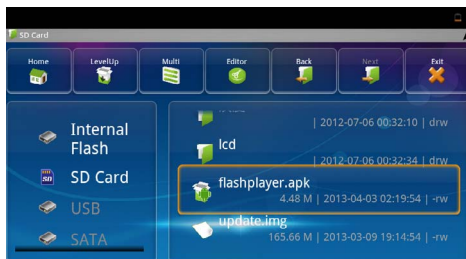 SD Card
Home
LevelUp
Multi
Editor
Back
Next
Exit
Internal
Flash
SD Card
USB
SATA
| 2012-07-06 00:32:10 | drw
lcd
| 2012-07-06 00:32:34 | drw
flashplayer.apk
4.48 M | 2013-04-03 02:19:54 | -rw
update.img
165.66 M | 2013-03-09 19:14:54 | -rw